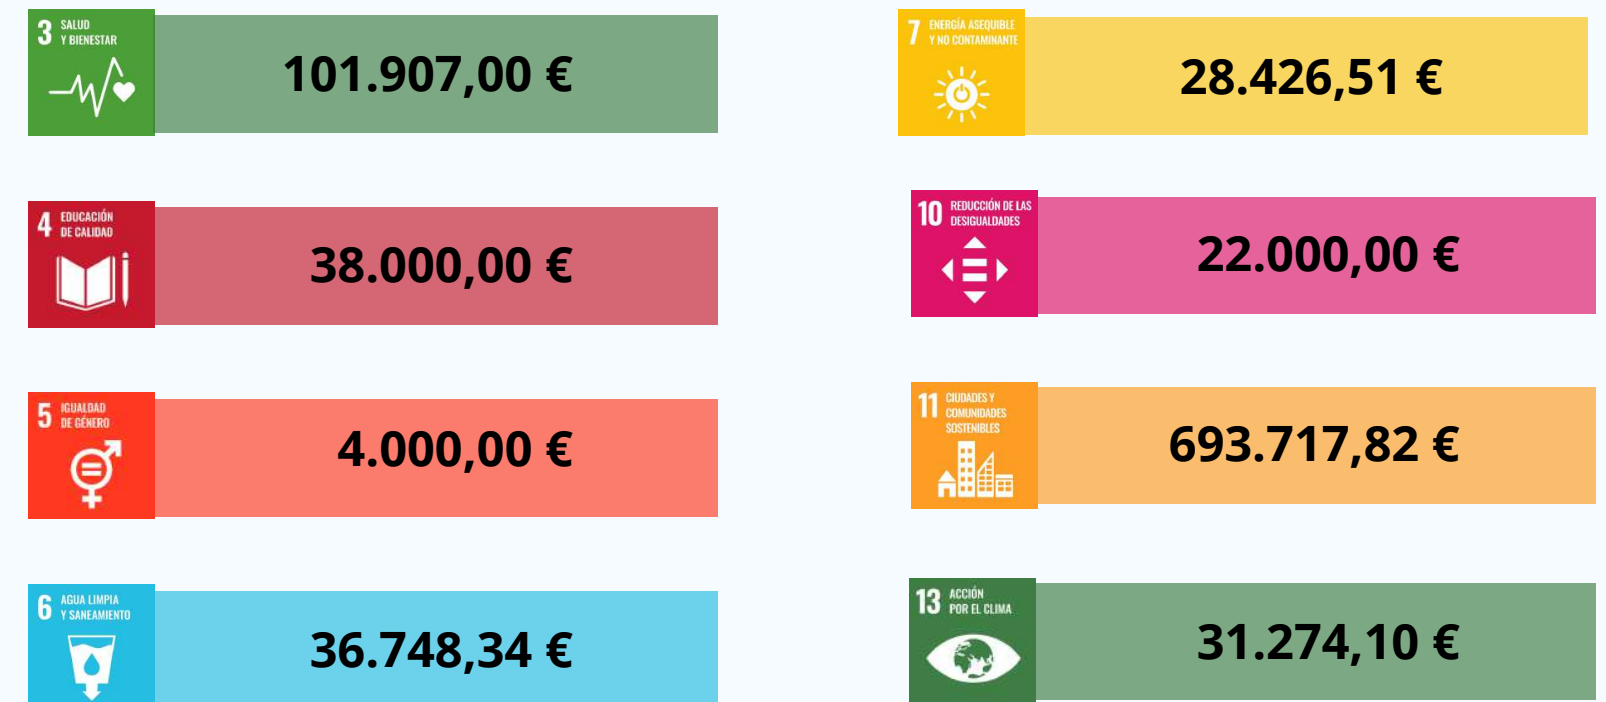 3 SALUD
Y BIENESTAR
101.907,00 €
4 EDUCACIÓN
DE CALIDAD
38.000,00 €
5 IGUALDAD
DE GÉNERO
4.000,00 €
6 AGUA LIMPIA
Y SANEAMIENTO
36.748,34 €
7 ENERGÍA ASEQUIBLE
Y NO CONTAMINANTE
28.426,51 €
10 REDUCCIÓN DE LAS
DESIGUALDADES
22.000,00 €
11 CIUDADES Y
COMUNIDADES
SOSTENIBLES
693.717,82 €
13 ACCIÓN
POR EL CLIMA
31.274,10 €